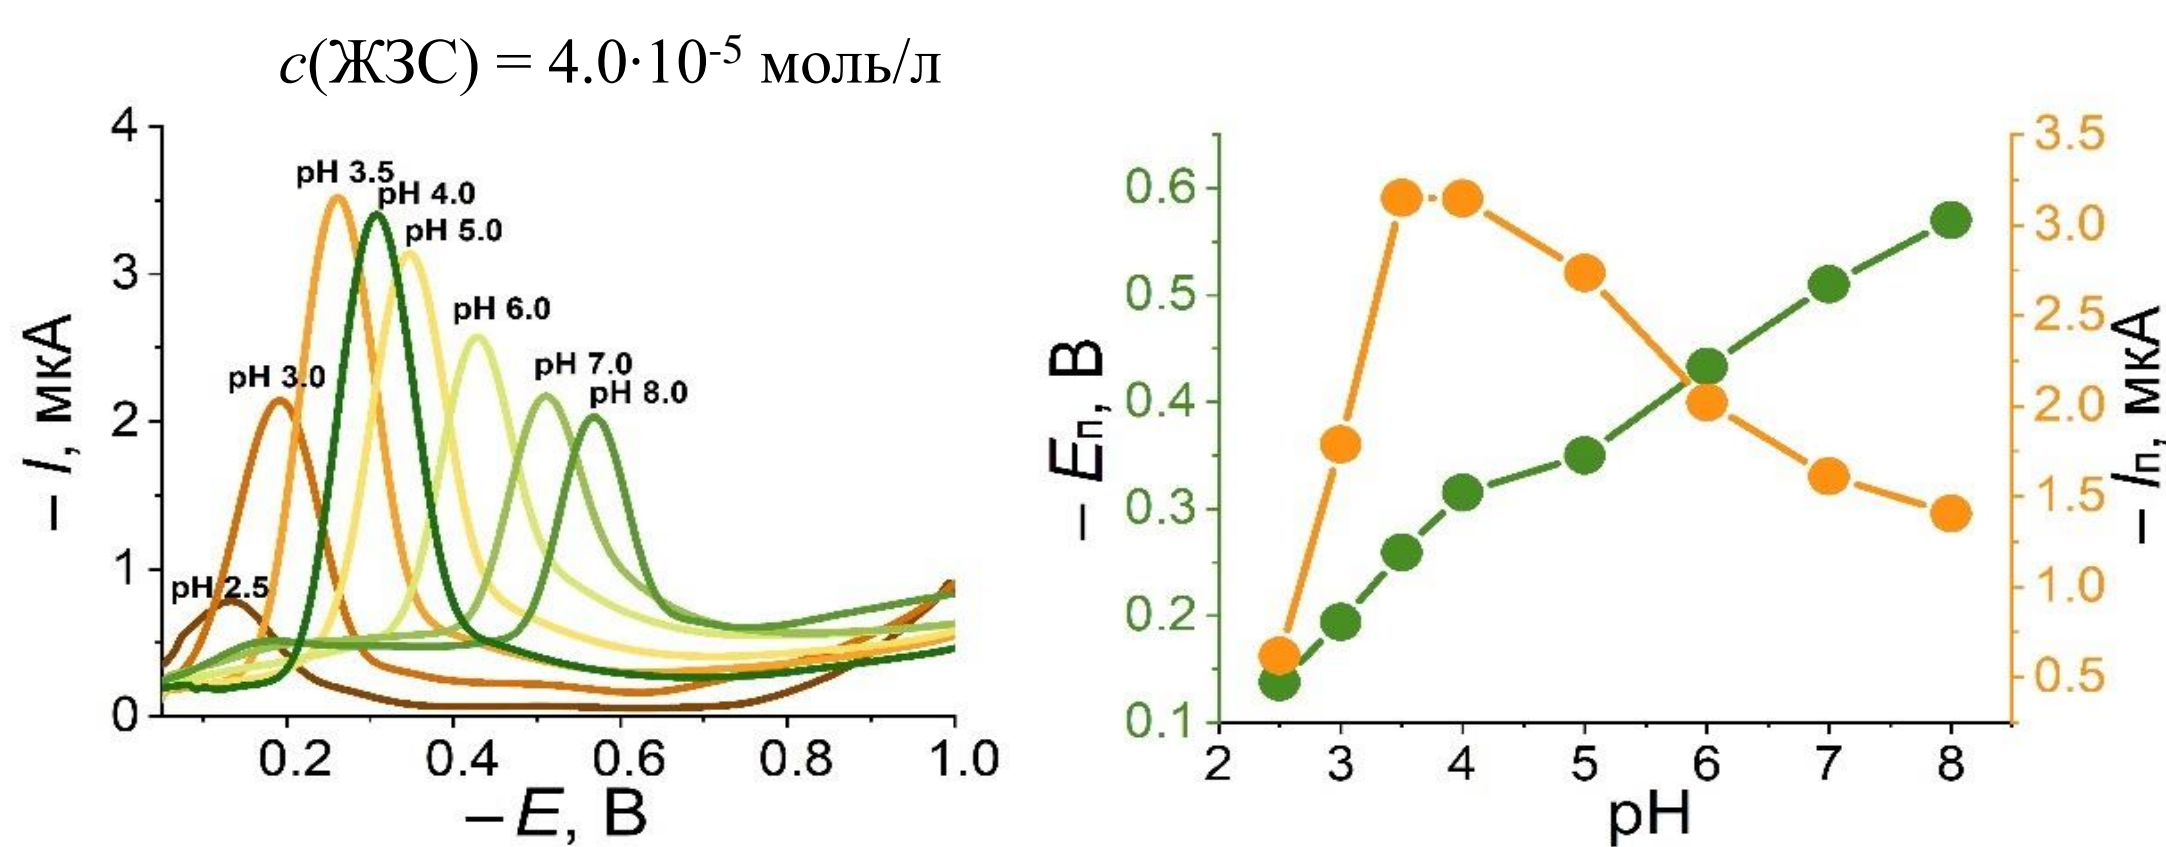 c(ЖЗС) = 4.0·10⁻⁵ моль/л
4
3
2
1
0
– I, мкА
pH 2.5
pH 3.0
pH 3.5
pH 4.0
pH 5.0
pH 6.0
pH 7.0
pH 8.0
0.2 0.4 0.6 0.8 1.0
– E, В
0.6
0.5
0.4
0.3
0.2
0.1
– Eп, В
3.5
3.0
2.5
2.0
1.5
1.0
0.5
– Iп, мкА
2 3 4 5 6 7 8
pH